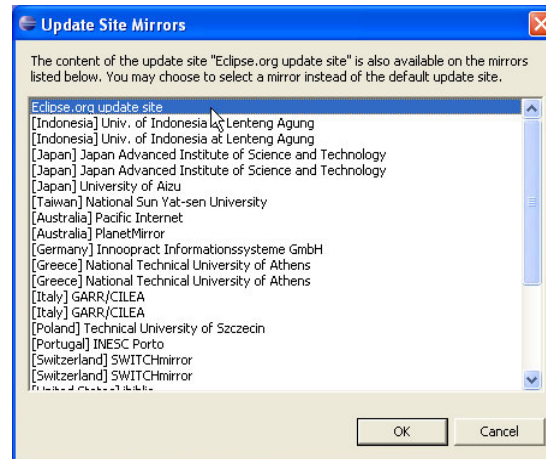 Update Site Mirrors
The content of the update site "Eclipse.org update site" is also available on the mirrors
listed below. You may choose to select a mirror instead of the default update site.
Eclipse.org update site
[Indonesia] Univ. of Indonesia at Lenteng Agung
[Indonesia] Univ. of Indonesia at Lenteng Agung
[Japan] Japan Advanced Institute of Science and Technology
[Japan] Japan Advanced Institute of Science and Technology
[Japan] University of Aizu
[Taiwan] National Sun Yat-sen University
[Australia] Pacific Internet
[Australia] PlanetMirror
[Germany] Innoopract Informationssysteme GmbH
[Greece] National Technical University of Athens
[Greece] National Technical University of Athens
[Italy] GARR/CILEA
[Italy] GARR/CILEA
[Poland] Technical University of Szczecin
[Portugal] INESC Porto
[Switzerland] SWITCHmirror
[Switzerland] SWITCHmirror
[United States] ibiblio
OK Cancel